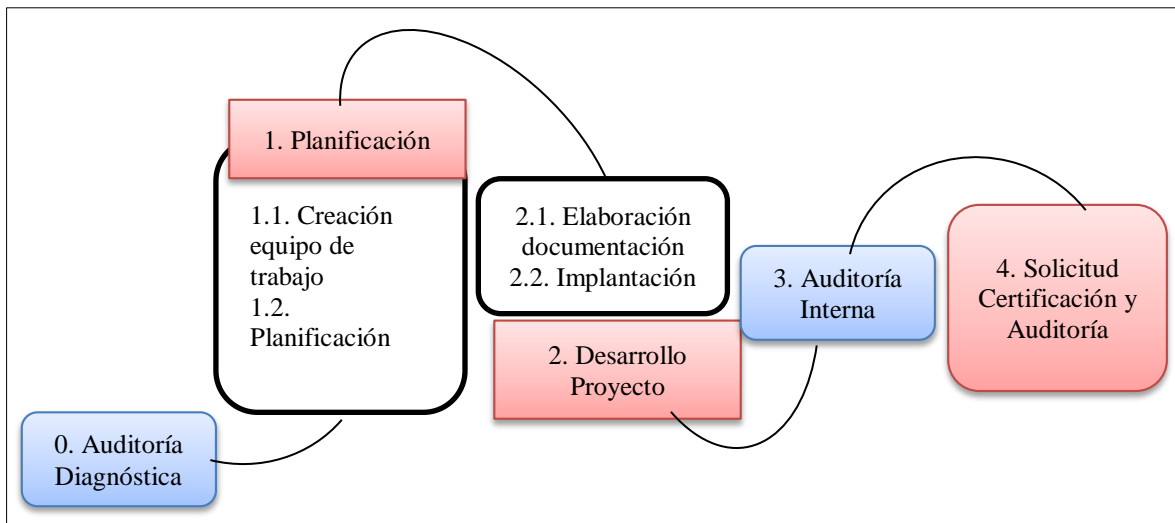 0. Auditoría
Diagnóstica
1. Planificación
1.1. Creación
equipo de
trabajo
1.2.
Planificación
2.1. Elaboración
documentación
2.2. Implantación
2. Desarrollo
Proyecto
3. Auditoría
Interna
4. Solicitud
Certificación y
Auditoría